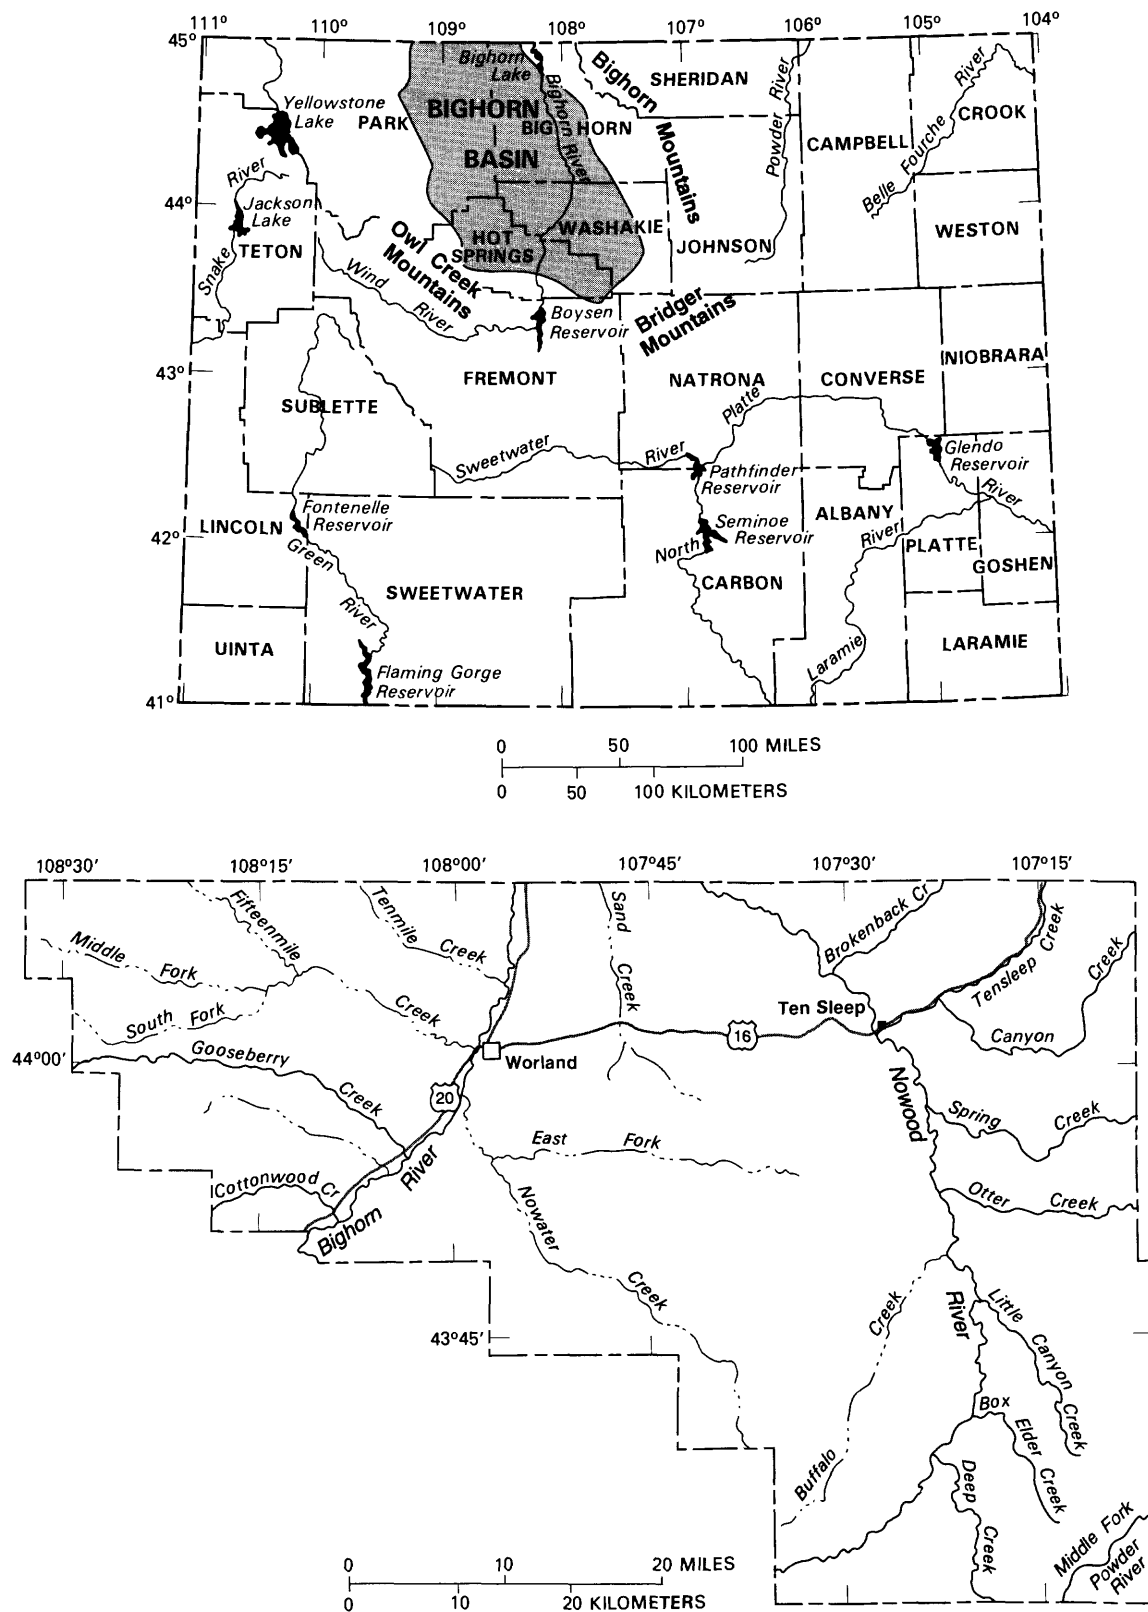 111° 110° 109° 108° 107° 106° 105° 104°
45°
Bighorn
Lake
Bighorn River
Bighorn
Mountains
SHERIDAN
Powder River
River
Yellowstone
Lake
PARK
BIGHORN
BASIN
BIG HORN
CAMPBELL
CROOK
Belle Fourche
River
44°
Jackson
Lake
TETON
Snake
Owl Creek
Mountains
HOT
SPRINGS
WASHAKIE
JOHNSON
WESTON
Wind
River
Boysen
Reservoir
Bridger
Mountains
43°
SUBLETTE
FREMONT
NATRONA
CONVERSE
NIOBRARA
Platte
Sweetwater
River
Pathfinder
Reservoir
Glendo
Reservoir
River
Fontenelle
Reservoir
LINCOLN
42°
Green
River
Seminoe
Reservoir
North
ALBANY
River
PLATTE
GOSHEN
SWEETWATER
CARBON
UINTA
Laramie
LARAMIE
Flaming Gorge
Reservoir
41°
0 50 100 MILES
0 50 100 KILOMETERS
108°30' 108°15' 108°00' 107°45' 107°30' 107°15'
Fifteenmile
Creek
Tenmile
Creek
Sand
Creek
Brokenback Cr
Tensleep
Creek
Middle
Fork
South
Fork
Ten Sleep
Canyon
Creek
16
44°00'
Gooseberry
Creek
Worland
20
Nowood
River
Spring
Creek
East
Fork
Cottonwood Cr
Bighorn
River
Nowater
Creek
Otter
Creek
43°45'
Creek
Buffalo
Little
Canyon
Creek
Box
Elder
Creek
Deep
Creek
Middle Fork
Powder
River
0 10 20 MILES
0 10 20 KILOMETERS